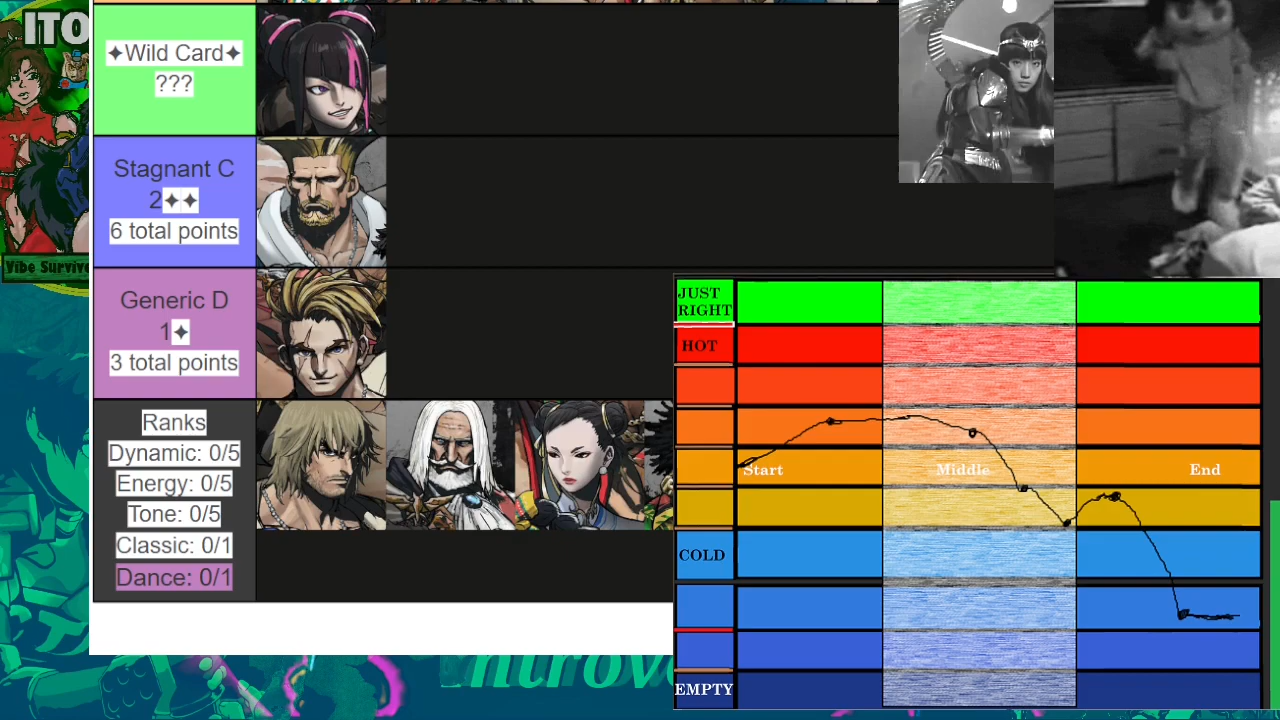 ITO
✦Wild Card✦
???
Stagnant C
2✦✦
6 total points
Vibe Survive
Generic D
1✦
3 total points
Ranks
Dynamic: 0/5
Energy: 0/5
Tone: 0/5
Classic: 0/1
Dance: 0/1
JUST
RIGHT
HOT
Start Middle End
COLD
EMPTY
ntrov